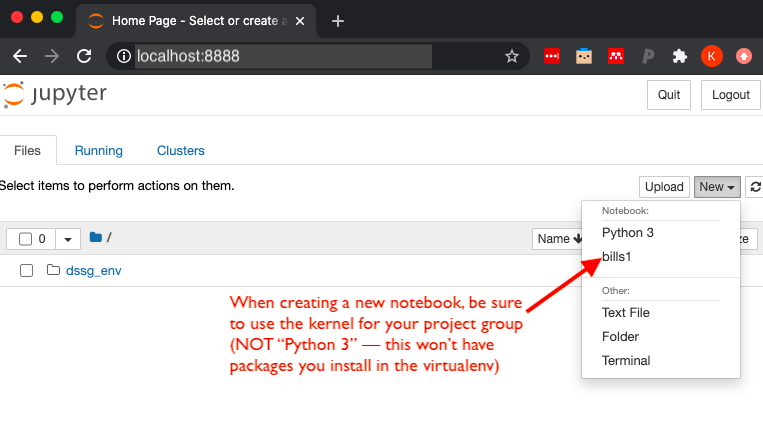 Home Page - Select or create a
localhost:8888
K
jupyter
Quit
Logout
Files
Running
Clusters
Select items to perform actions on them.
Upload
New
Notebook:
0
/
Name
Python 3
bills1
dssg_env
Other:
Text File
Folder
Terminal
When creating a new notebook, be sure
to use the kernel for your project group
(NOT “Python 3” — this won’t have
packages you install in the virtualenv)